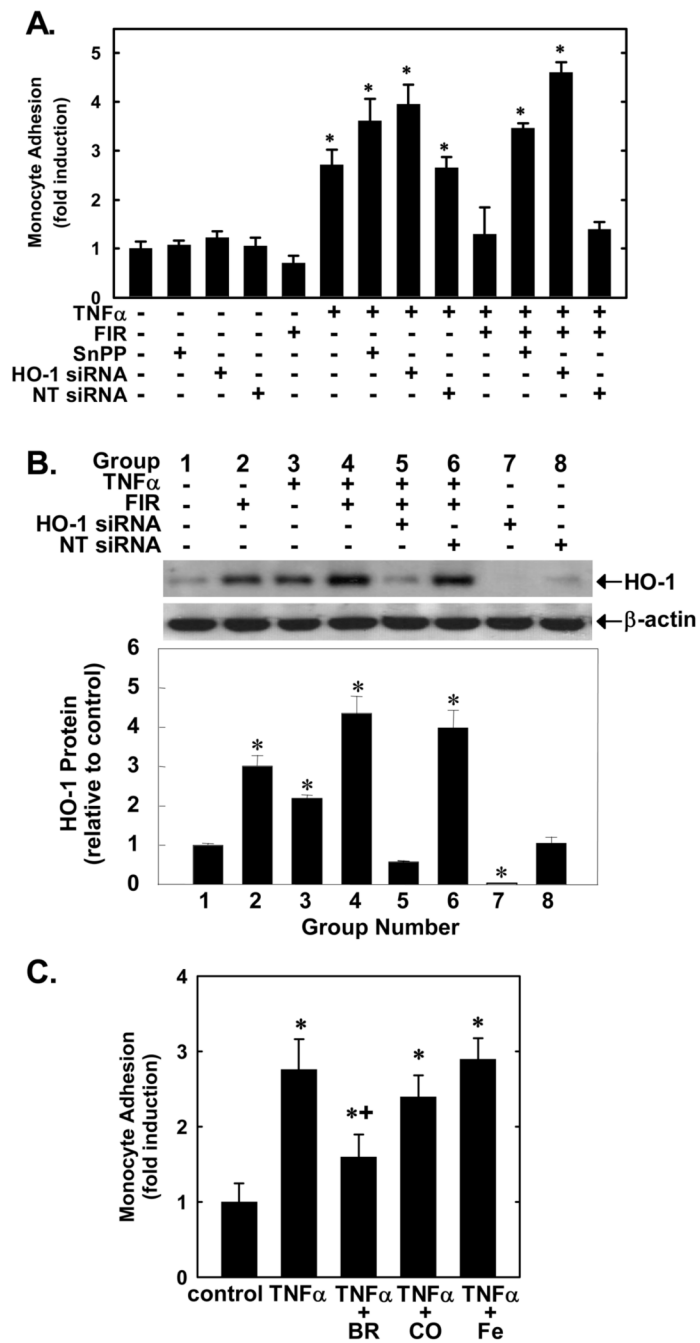 A.
Monocyte Adhesion
(fold induction)
5
4
3
2
1
0
* * * * * *
TNFα - - - - - + + + + + + + +
FIR - - - - + - - - - + + + +
SnPP - + - - - - + - - - + - -
HO-1 siRNA - - + - - - - + - - - + -
NT siRNA - - - + - - - - + - - - +
B.
Group 1 2 3 4 5 6 7 8
TNFα - - + + + + - -
FIR - + - + + + - -
HO-1 siRNA - - - - + - + -
NT siRNA - - - - - + - +
HO-1
β-actin
HO-1 Protein
(relative to control)
6
5
4
3
2
1
0
* * * * *
1 2 3 4 5 6 7 8
Group Number
C.
Monocyte Adhesion
(fold induction)
4
3
2
1
0
* *+ * *
control TNFα TNFα TNFα TNFα
+ + +
BR CO Fe